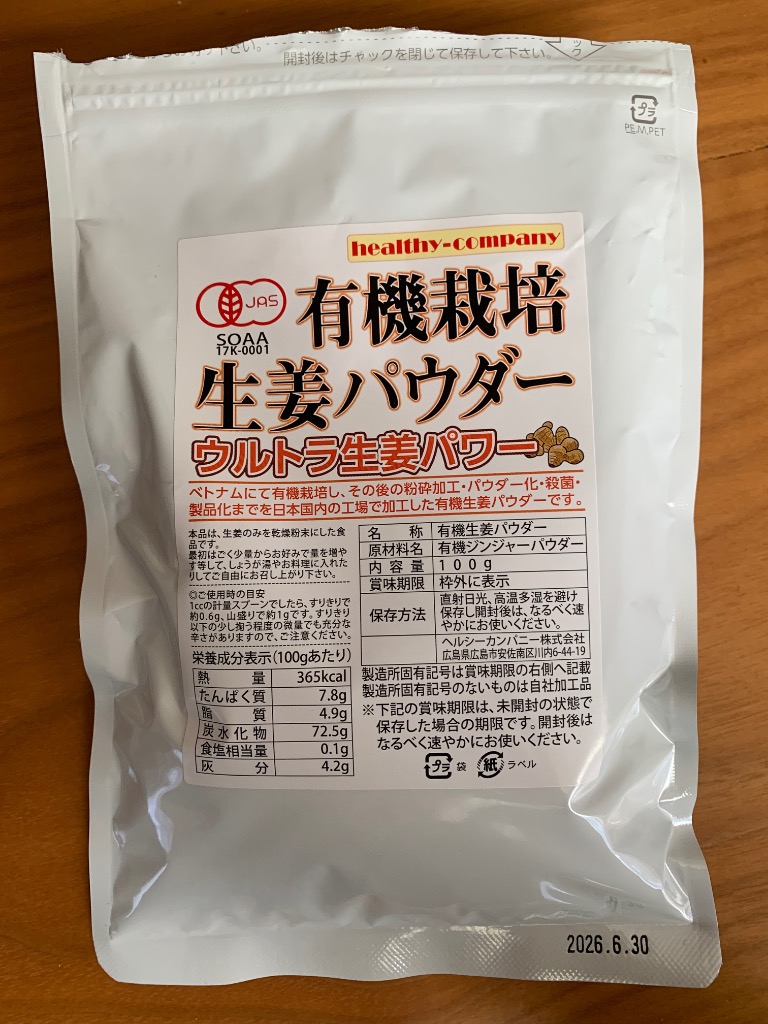 下さい。
開封後はチャックを閉じて保存して下さい。
ック
プラ
PE,M,PET
healthy-company
JAS
SOAA
17K-0001
有機栽培
生姜パウダー
ウルトラ生姜パワー
ベトナムにて有機栽培し、その後の粉砕加工・パウダー化・殺菌・
製品化までを日本国内の工場で加工した有機生姜パウダーです。
本品は、生姜のみを乾燥粉末にした食
品です。
最初はごく少量からお好みで量を増や
す等して、しょうが湯やお料理に入れた
りしてご自由にお召し上がり下さい。
◎ご使用時の目安
1ccの計量スプーンでしたら、すりきりで
約0.6g、山盛りで約1gです。すりきり
以下の少し掬う程度の微量でも充分な
辛さがありますので、ご注意ください。
栄養成分表示(100gあたり)
熱量 365kcal
たんぱく質 7.8g
脂質 4.9g
炭水化物 72.5g
食塩相当量 0.1g
灰分 4.2g
名称 有機生姜パウダー
原材料名 有機ジンジャーパウダー
内容量 100g
賞味期限 枠外に表示
保存方法 直射日光、高温多湿を避け
保存し開封後は、なるべく速
やかにお使いください。
ヘルシーカンパニー株式会社
広島県広島市安佐南区川内6-44-19
製造所固有記号は賞味期限の右側へ記載
製造所固有記号のないものは自社加工品
※下記の賞味期限は、未開封の状態で
保存した場合の期限です。開封後は
なるべく速やかにお使いください。
プラ 袋 紙 ラベル
2026.6.30